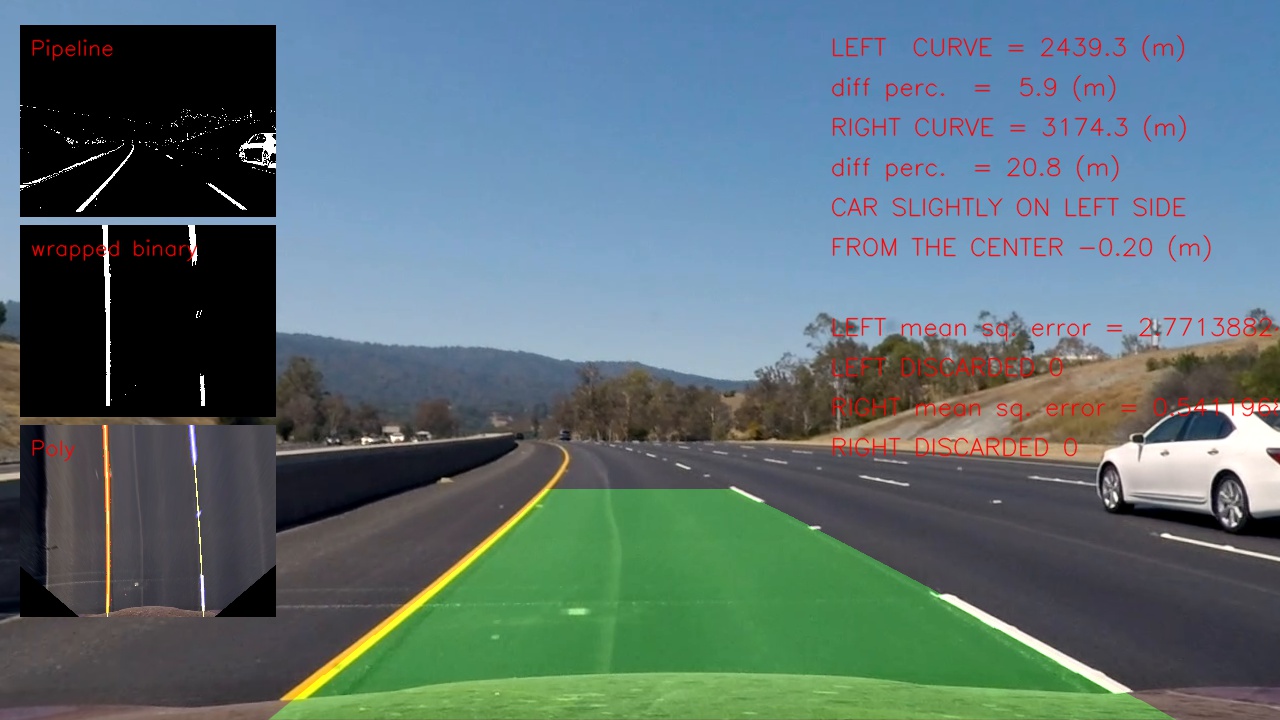 Pipeline
wrapped binary
Poly
LEFT CURVE = 2439.3 (m)
diff perc. = 5.9 (m)
RIGHT CURVE = 3174.3 (m)
diff perc. = 20.8 (m)
CAR SLIGHTLY ON LEFT SIDE
FROM THE CENTER -0.20 (m)
LEFT mean sq. error = 2.7713882
LEFT DISCARDED 0
RIGHT mean sq. error = 0.5411968
RIGHT DISCARDED 0